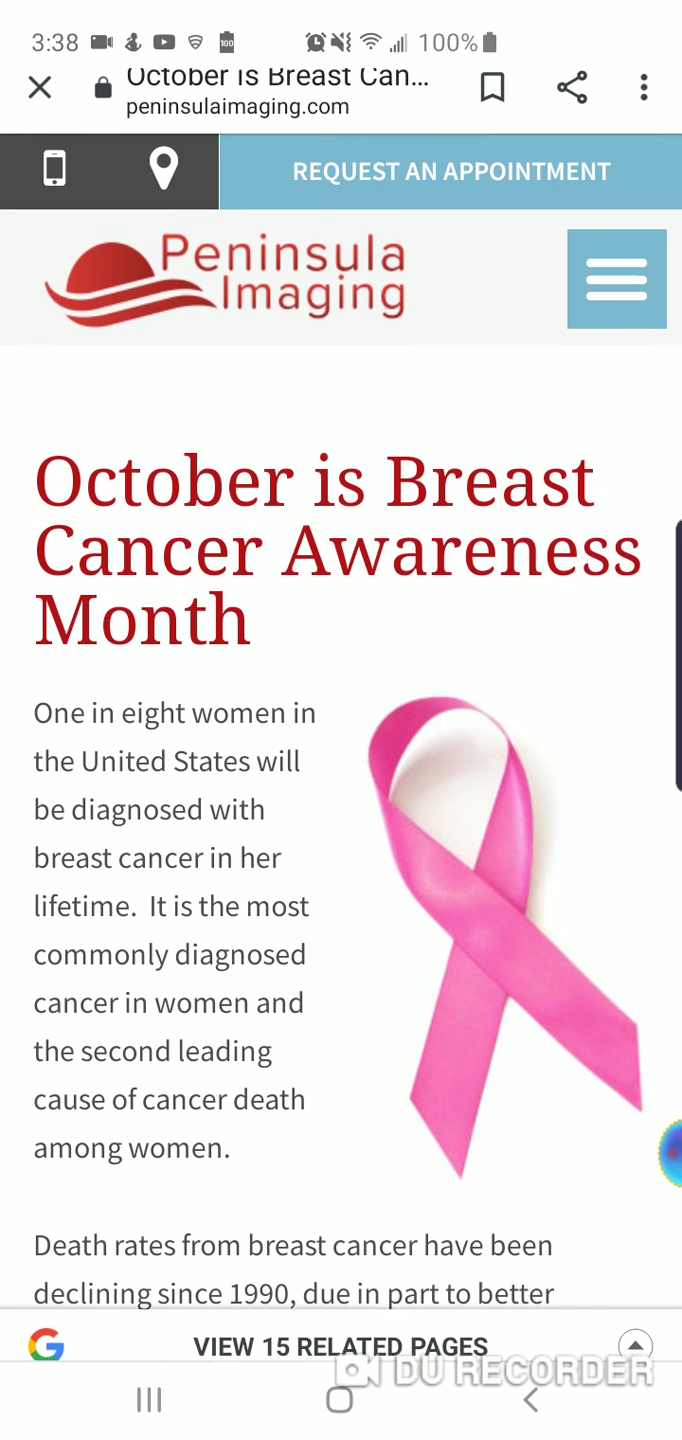 3:38
100%
October is Breast Can...
peninsulaimaging.com
REQUEST AN APPOINTMENT
Peninsula
Imaging
October is Breast
Cancer Awareness
Month
One in eight women in
the United States will
be diagnosed with
breast cancer in her
lifetime.  It is the most
commonly diagnosed
cancer in women and
the second leading
cause of cancer death
among women.
Death rates from breast cancer have been
declining since 1990, due in part to better
VIEW 15 RELATED PAGES
DU RECORDER